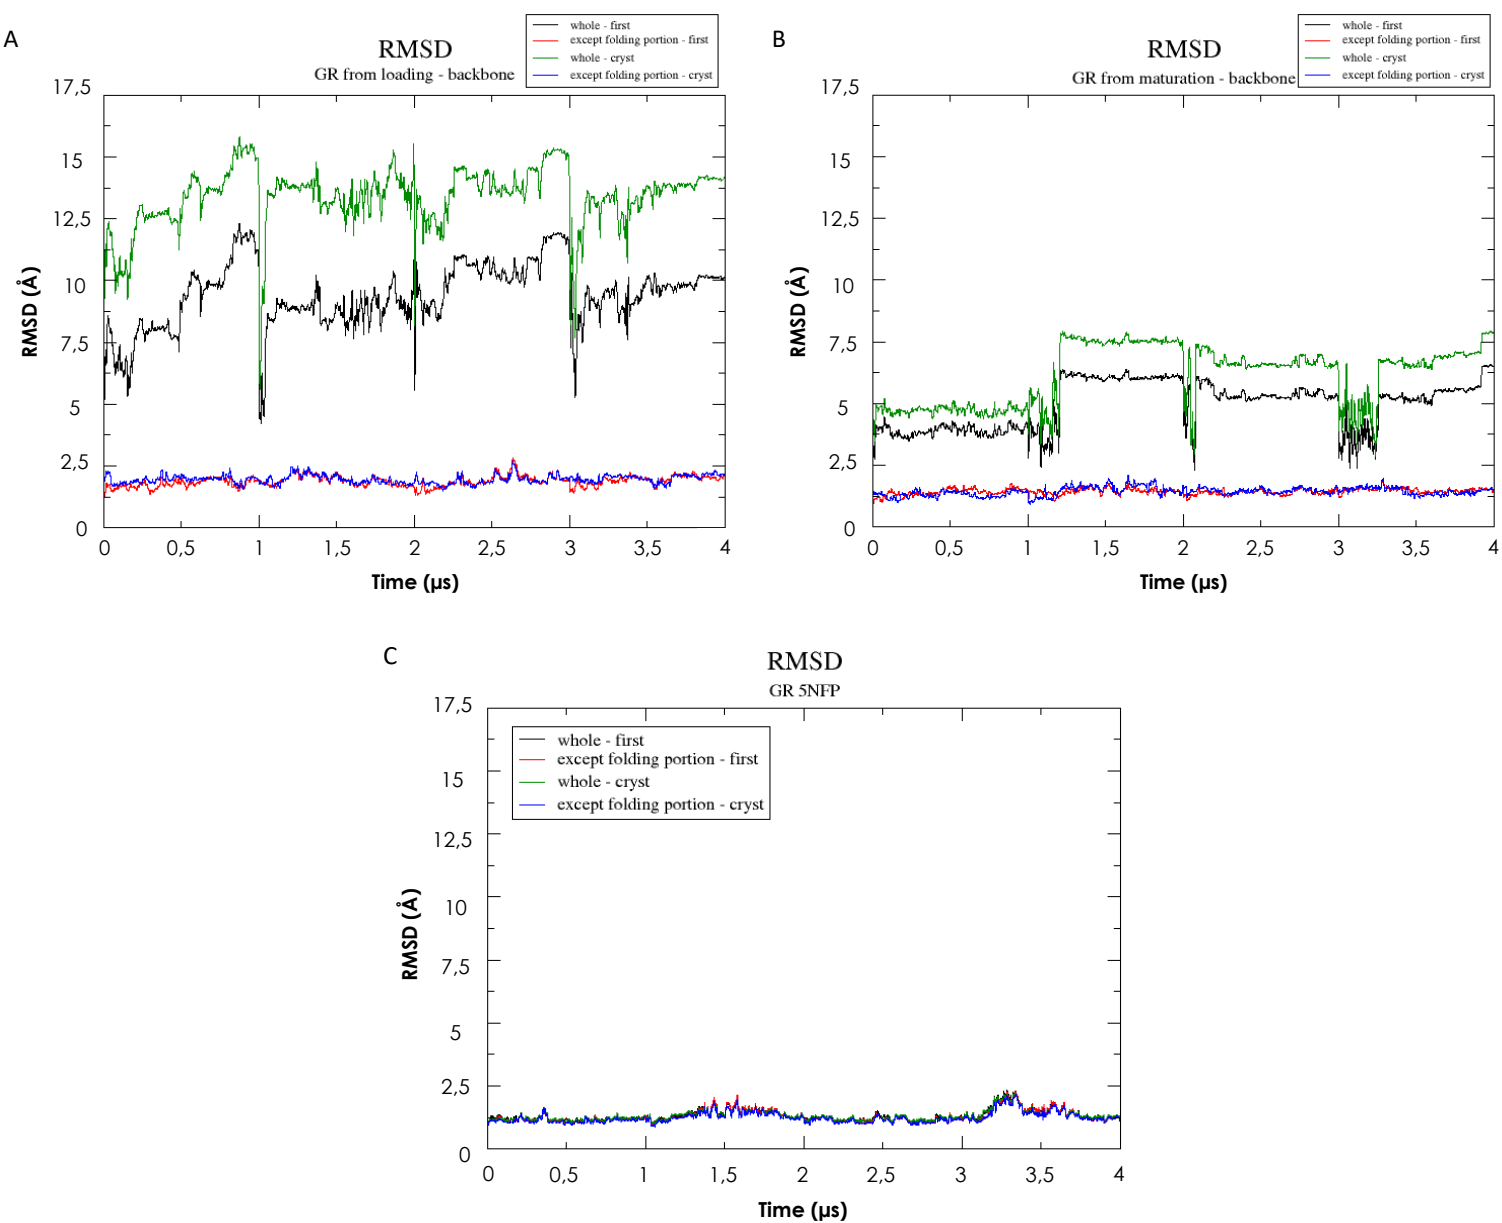 A
RMSD
GR from loading - backbone
whole - first
except folding portion - first
whole - cryst
except folding portion - cryst
17,5
15
12,5
10
7,5
5
2,5
0
RMSD (Å)
0 0,5 1 1,5 2 2,5 3 3,5 4
Time (µs)
B
RMSD
GR from maturation - backbone
whole - first
except folding portion - first
whole - cryst
except folding portion - cryst
17,5
15
12,5
10
7,5
5
2,5
0
RMSD (Å)
0 0,5 1 1,5 2 2,5 3 3,5 4
Time (µs)
C
RMSD
GR 5NFP
whole - first
except folding portion - first
whole - cryst
except folding portion - cryst
17,5
15
12,5
10
7,5
5
2,5
0
RMSD (Å)
0 0,5 1 1,5 2 2,5 3 3,5 4
Time (µs)